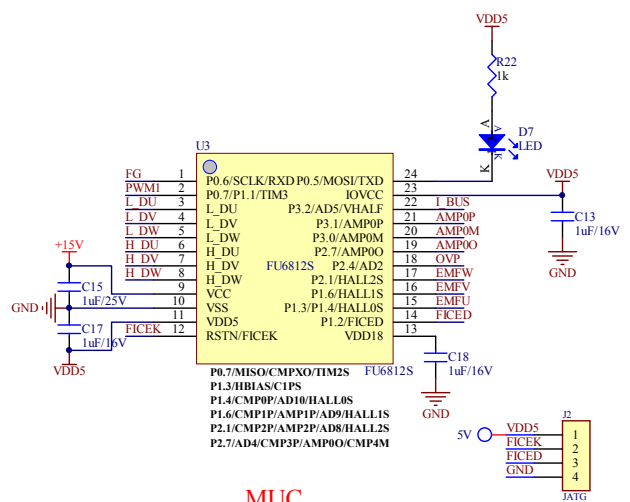 VDD5
R22
1k
A
A
D7
LED
K
K
U3
FG 1 P0.6/SCLK/RXD P0.5/MOSI/TXD 24
PWM1 2 P0.7/P1.1/TIM3 IOVCC 23 VDD5
L_DU 3 L_DU P3.2/AD5/VHALF 22 I_BUS
L_DV 4 L_DV P3.1/AMP0P 21 AMP0P
L_DW 5 L_DW P3.0/AMP0M 20 AMP0M
H_DU 6 H_DU P2.7/AMP0O 19 AMP0O
H_DV 7 H_DV FU6812S P2.4/AD2 18 OVP
H_DW 8 H_DW P2.1/HALL2S 17 EMFW
9 VCC P1.6/HALL1S 16 EMFV
10 VSS P1.3/P1.4/HALL0S 15 EMFU
11 VDD5 P1.2/FICED 14 FICED
FICEK 12 RSTN/FICEK VDD18 13
C13
1uF/16V
GND
+15V
C15
1uF/25V
GND
C17
1uF/16V
VDD5
FU6812S
C18
1uF/16V
GND
P0.7/MISO/CMPXO/TIM2S
P1.3/HBIAS/C1PS
P1.4/CMP0P/AD10/HALL0S
P1.6/CMP1P/AMP1P/AD9/HALL1S
P2.1/CMP2P/AMP2P/AD8/HALL2S
P2.7/AD4/CMP3P/AMP0O/CMP4M
J2
5V VDD5 1
FICEK 2
FICED 3
GND 4
JATG
MUC